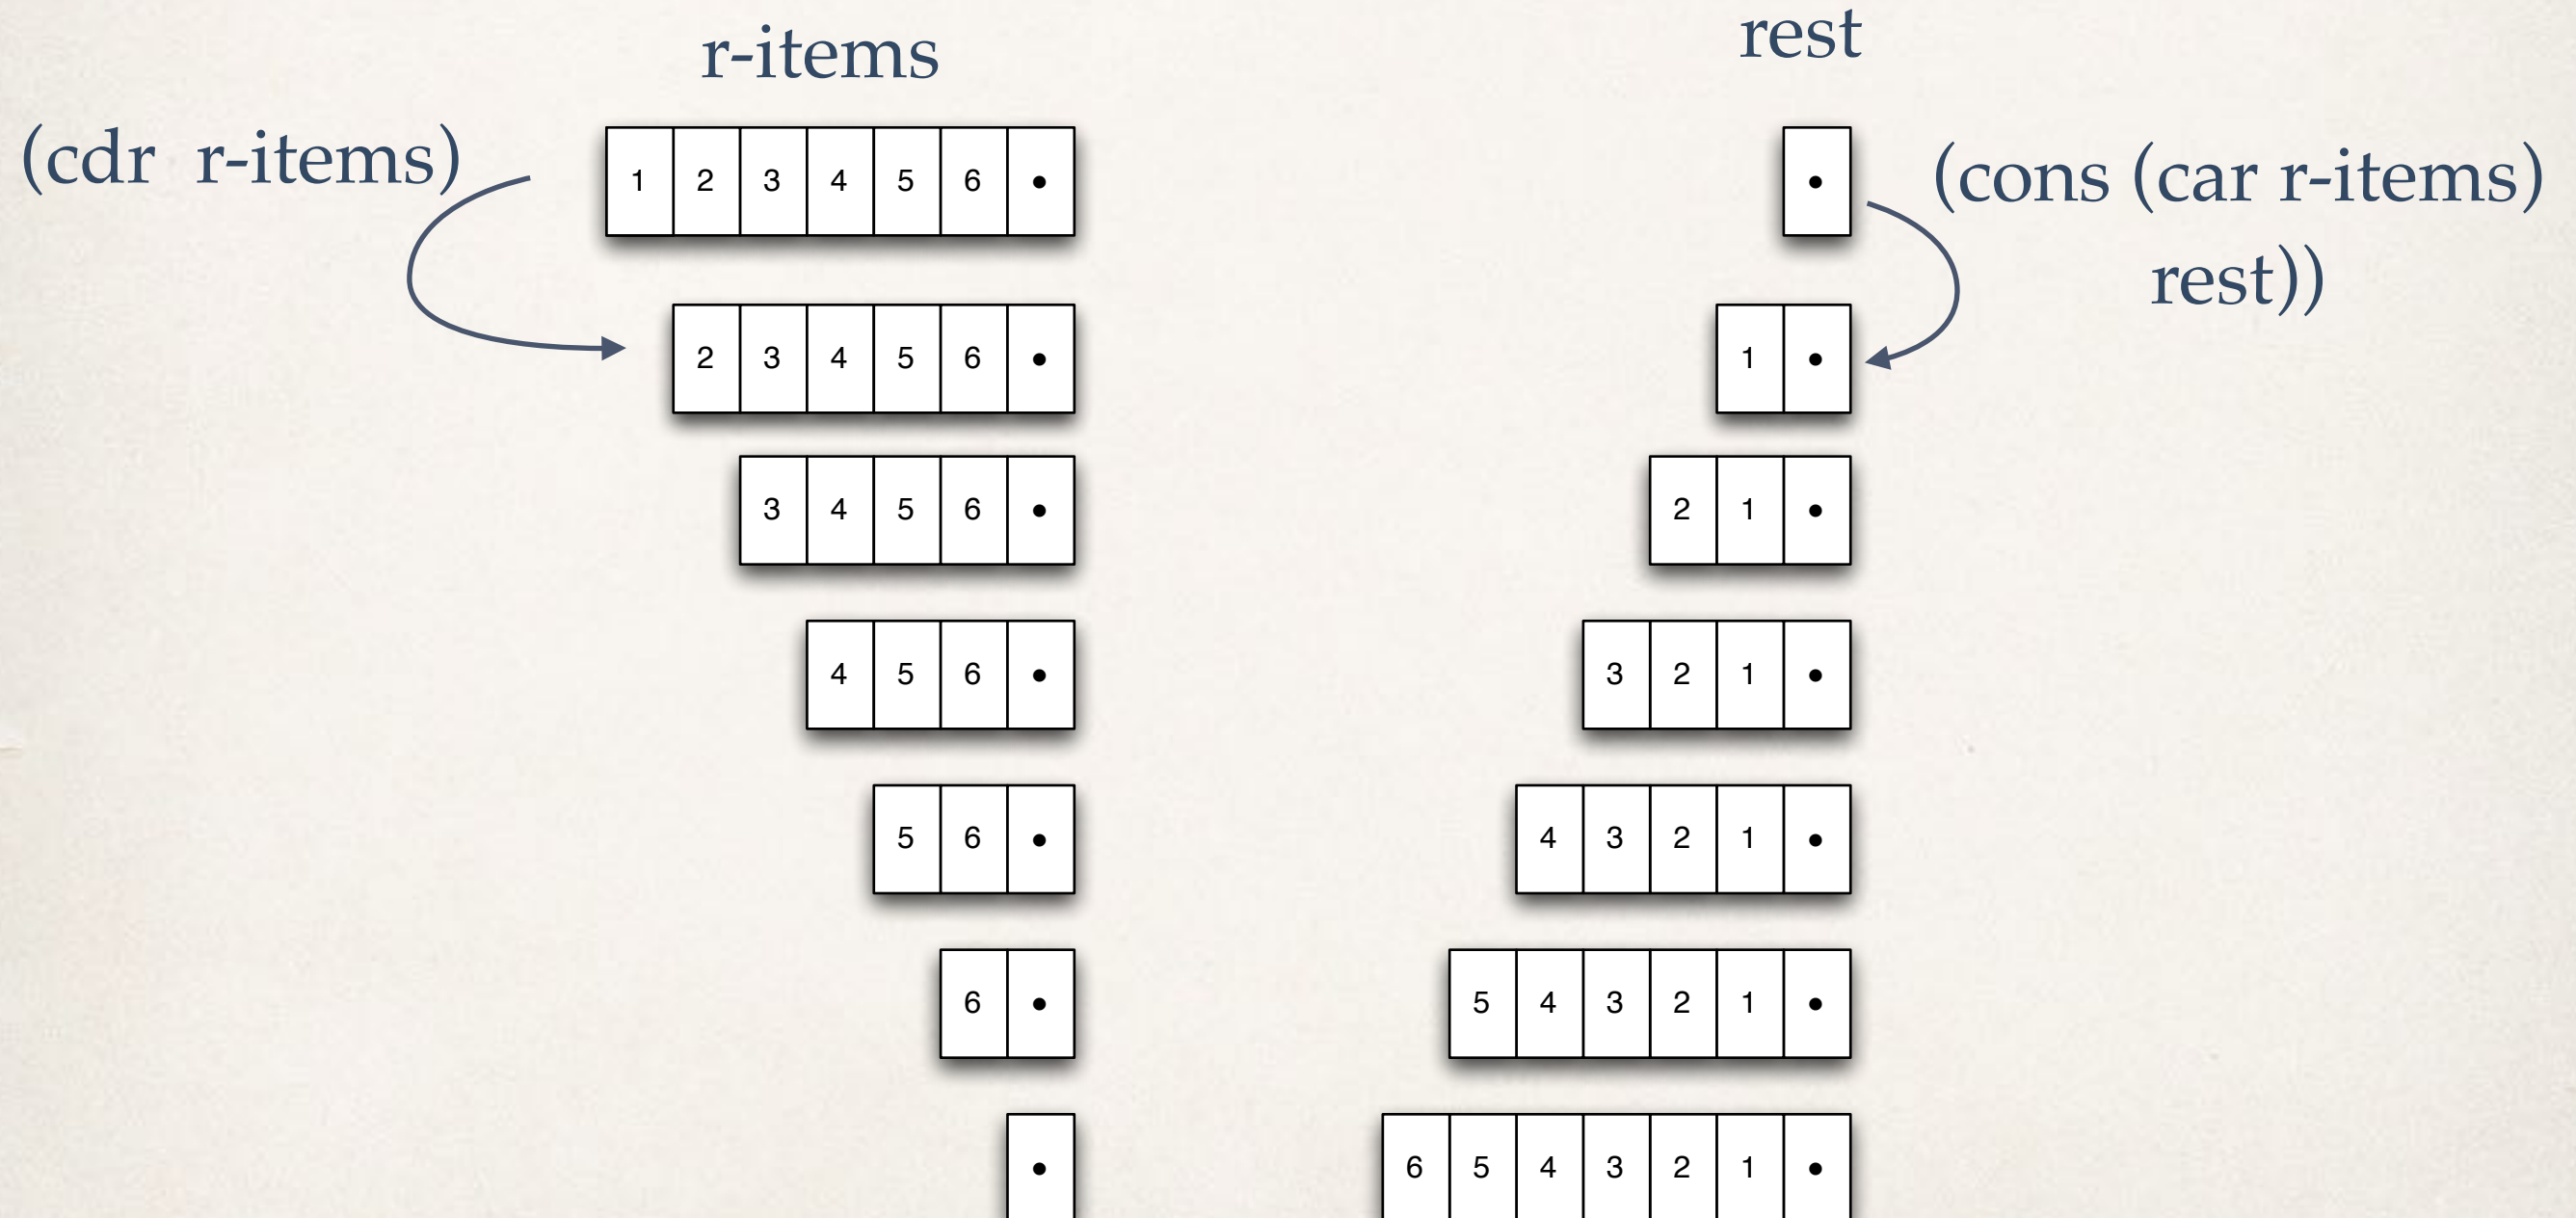 r-items
rest
(cdr r-items)
1 2 3 4 5 6 •
•
(cons (car r-items)
rest))
2 3 4 5 6 •
1 •
3 4 5 6 •
2 1 •
4 5 6 •
3 2 1 •
5 6 •
4 3 2 1 •
6 •
5 4 3 2 1 •
•
6 5 4 3 2 1 •